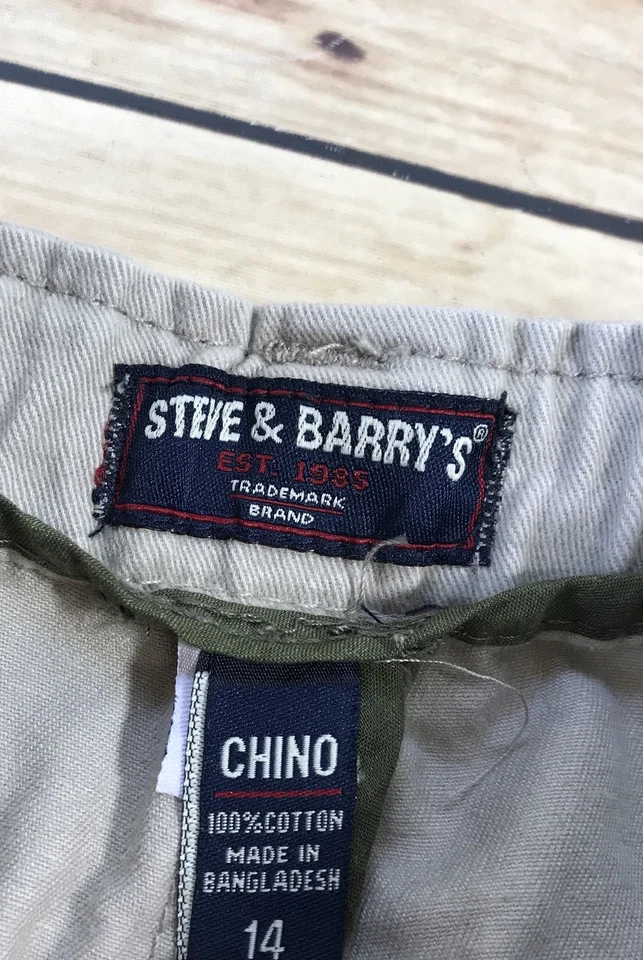 STEVE & BARRY'S®
EST. 1985
TRADEMARK
BRAND
CHINO
100%COTTON
MADE IN
BANGLADESH
14